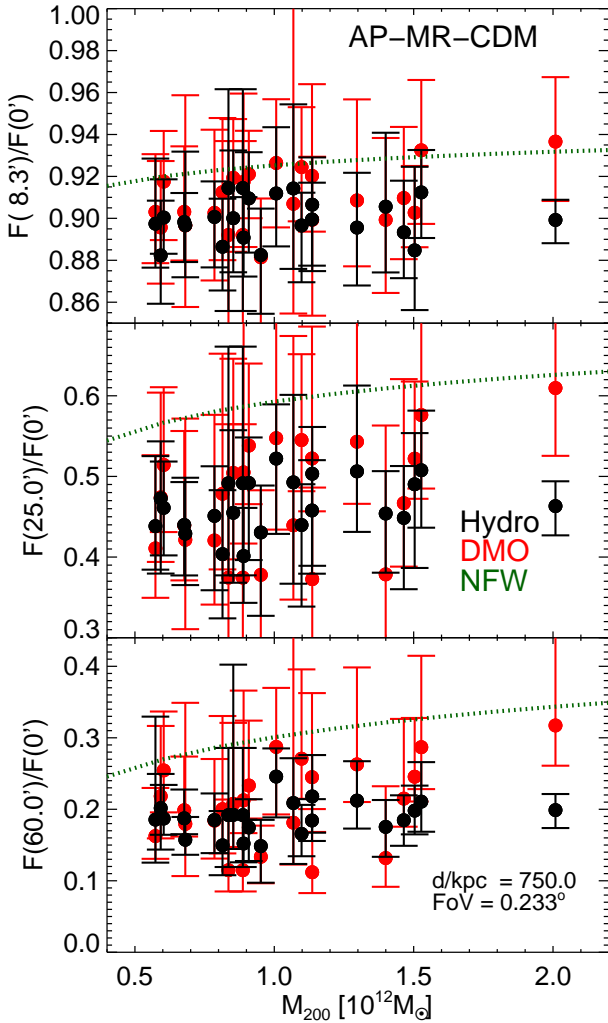 AP−MR−CDM
1.00
0.98
0.96
0.94
0.92
0.90
0.88
0.86
F( 8.3')/F(0')
0.6
0.5
0.4
0.3
F(25.0')/F(0')
Hydro
DMO
NFW
0.4
0.3
0.2
0.1
0.0
F(60.0')/F(0')
d/kpc = 750.0
FoV = 0.233°
0.5 1.0 1.5 2.0
M₂₀₀ [10¹²M☉]